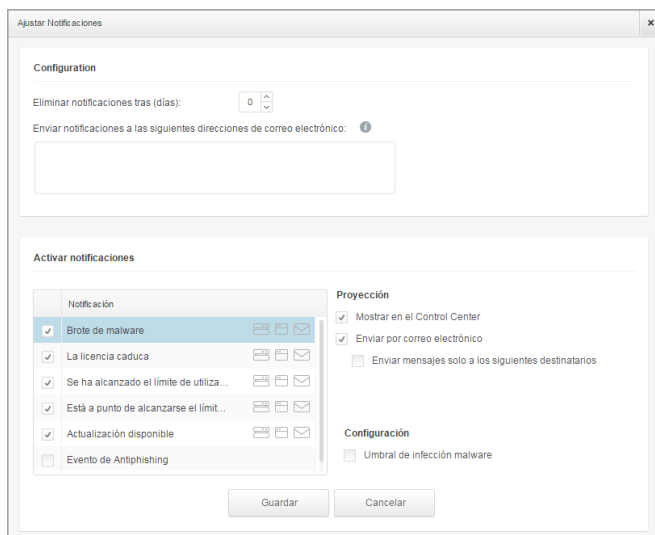 Ajustar Notificaciones
x
Configuration
Eliminar notificaciones tras (días):
0
Enviar notificaciones a las siguientes direcciones de correo electrónico:
i
Activar notificaciones
Notificación
Brote de malware
La licencia caduca
Se ha alcanzado el límite de utiliza...
Está a punto de alcanzarse el límit...
Actualización disponible
Evento de Antiphishing
Proyección
Mostrar en el Control Center
Enviar por correo electrónico
Enviar mensajes solo a los siguientes destinatarios
Configuración
Umbral de infección malware
Guardar
Cancelar